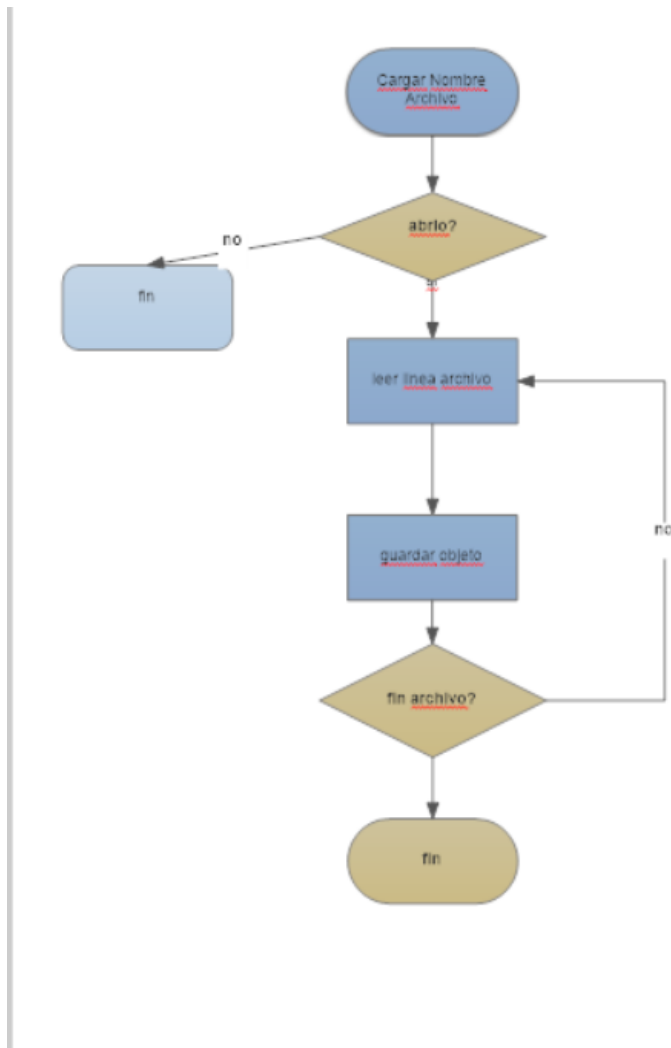 Cargar Nombre
Archivo
abrio?
no
fin
leer linea archivo
guardar objeto
no
fin archivo?
fin